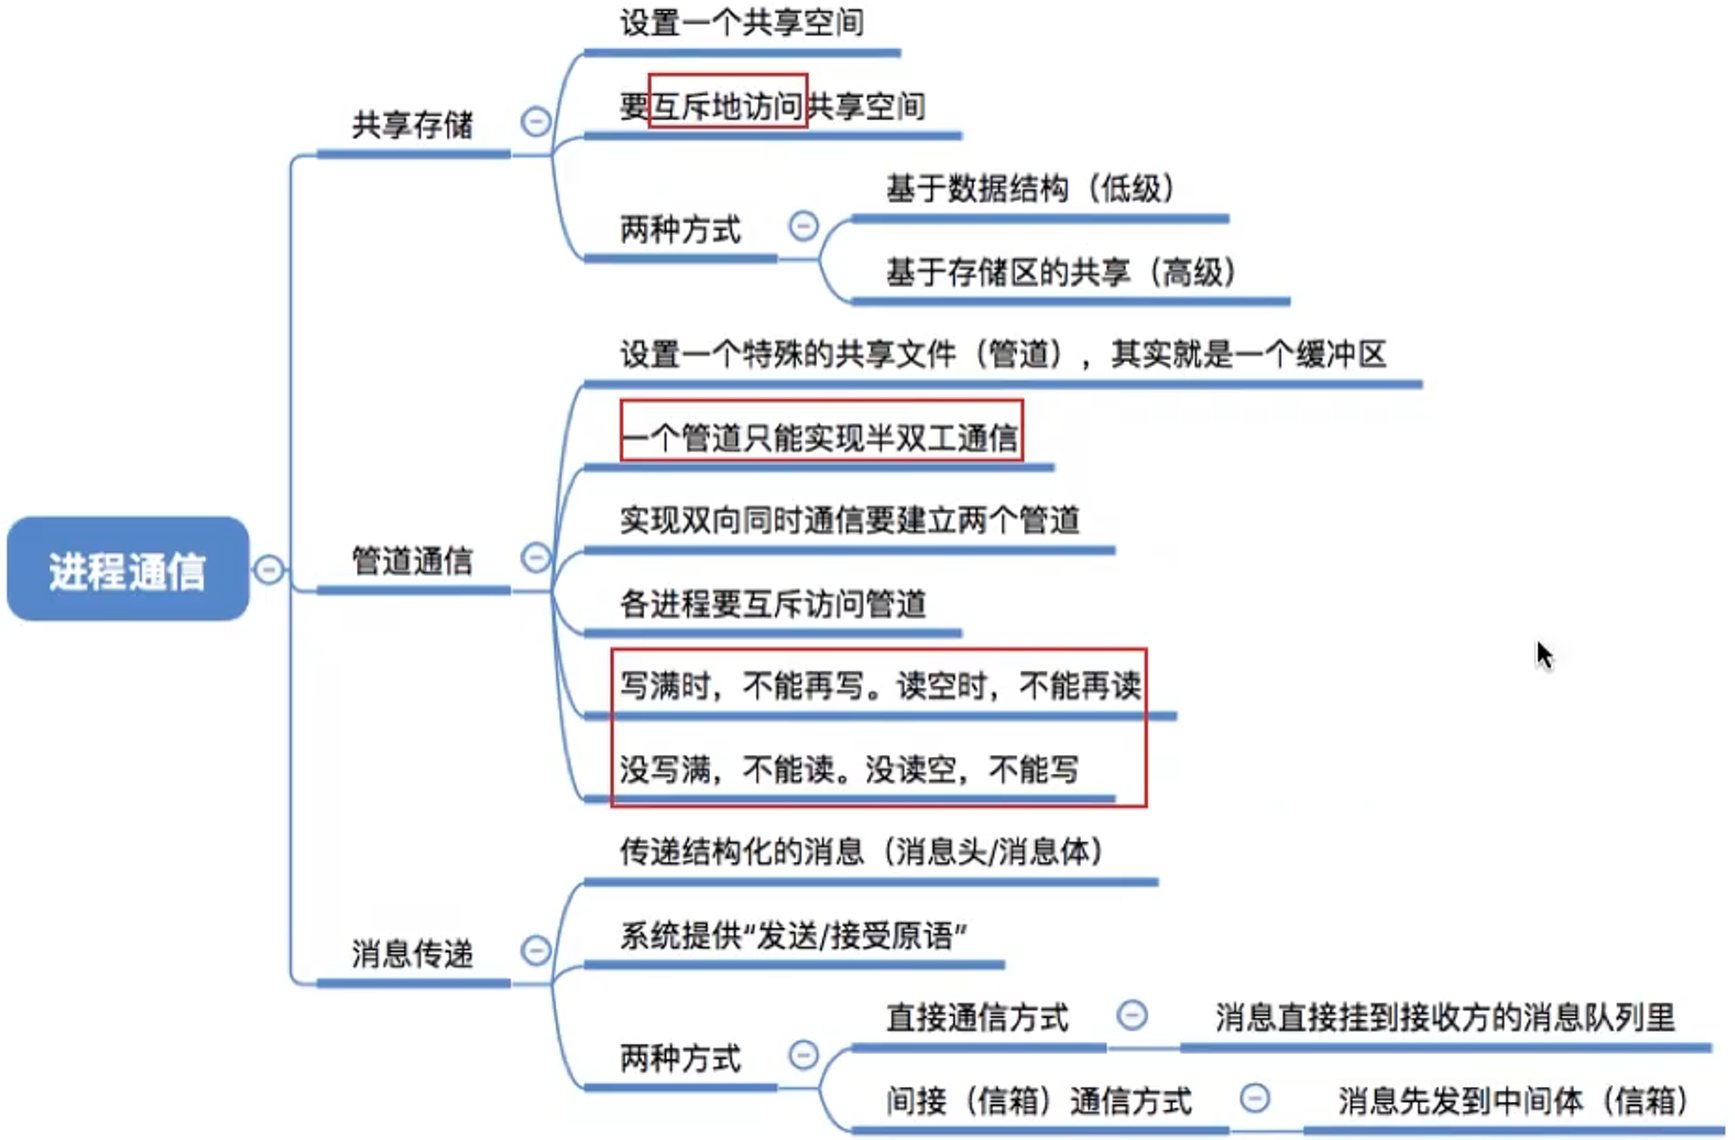 设置一个共享空间
要互斥地访问共享空间
共享存储
基于数据结构（低级）
两种方式
基于存储区的共享（高级）
设置一个特殊的共享文件（管道），其实就是一个缓冲区
一个管道只能实现半双工通信
实现双向同时通信要建立两个管道
管道通信
进程通信
各进程要互斥访问管道
写满时，不能再写。读空时，不能再读
没写满，不能读。没读空，不能写
传递结构化的消息（消息头/消息体）
系统提供“发送/接受原语”
消息传递
直接通信方式
消息直接挂到接收方的消息队列里
两种方式
间接（信箱）通信方式
消息先发到中间体（信箱）